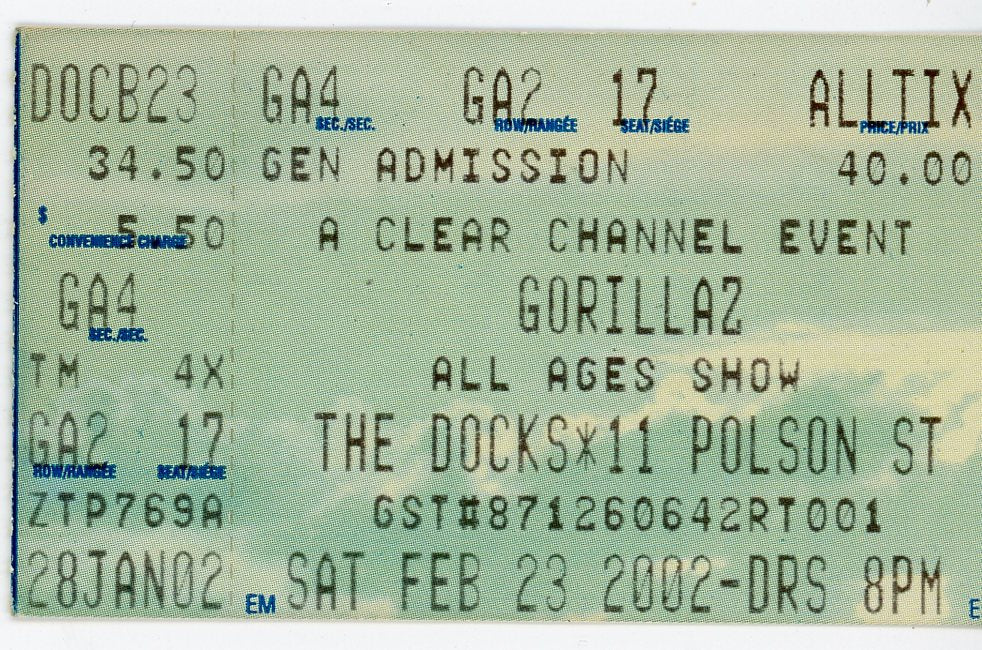 DOCB23 GA4 GA2 17 ALLTIX
SEC./SEC. ROW/RANGÉE SEAT/SIÉGE PRICE/PRIX
34.50 GEN ADMISSION 40.00
$ 5.50 A CLEAR CHANNEL EVENT
CONVENIENCE CHARGE
GA4 GORILLAZ
SEC./SEC.
TM 4X ALL AGES SHOW
GA2 17 THE DOCKS*11 POLSON ST
ROW/RANGÉE SEAT/SIÉGE
ZTP769A GST#871260642RT001
28JAN02 EM SAT FEB 23 2002-DRS 8PM